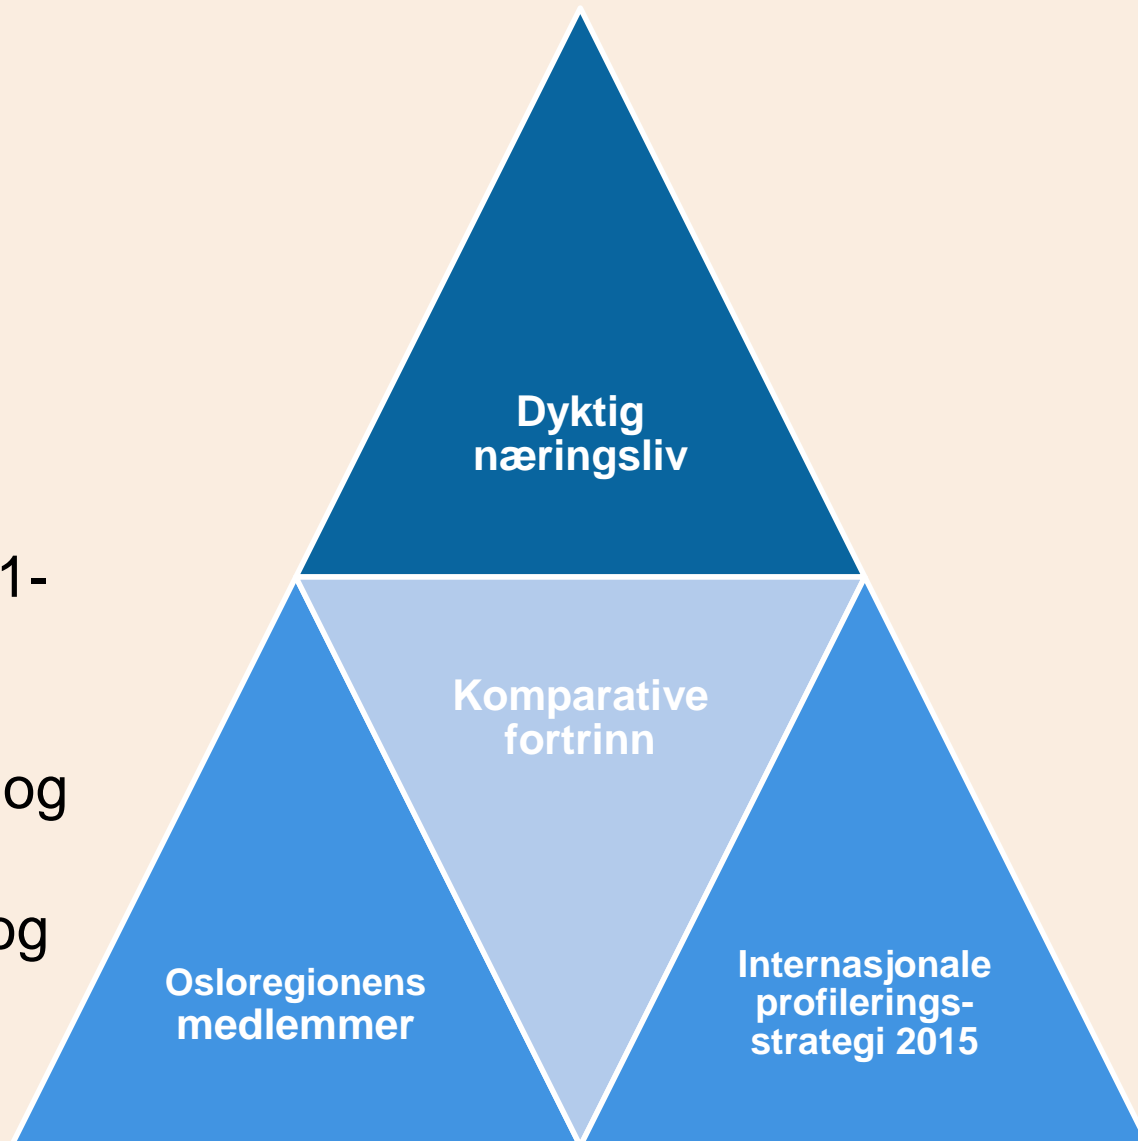 Dyktig
næringsliv
1-
Komparative
fortrinn
og
og
Osloregionens
medlemmer
Internasjonale
profilerings-
strategi 2015